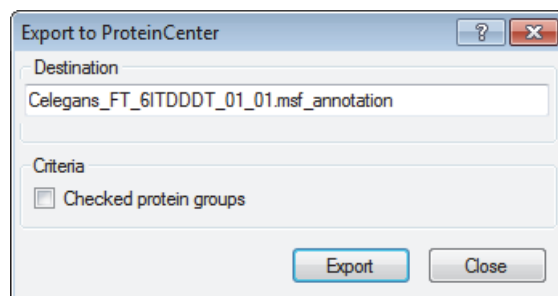 Export to ProteinCenter
Destination
Celegans_FT_6ITDDDT_01_01.msf_annotation
Criteria
Checked protein groups
Export Close